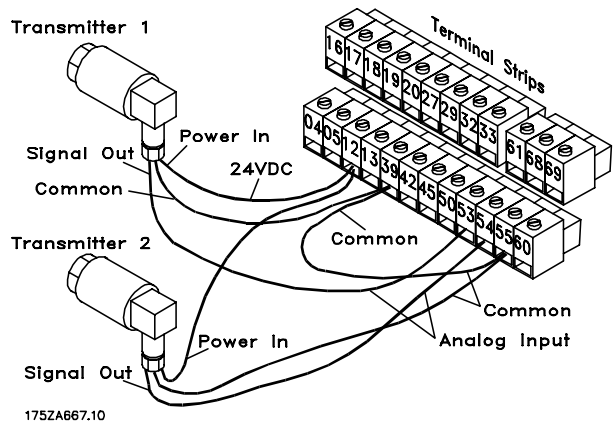 Transmitter 1
Terminal Strips
16 17 18 19 20 27 29 32 33
61 68 69
04 05 12 13 39 42 45 50 53 54 55 60
Power In
Signal Out
24VDC
Common
Common
Transmitter 2
Common
Power In
Analog Input
Signal Out
175ZA667.10